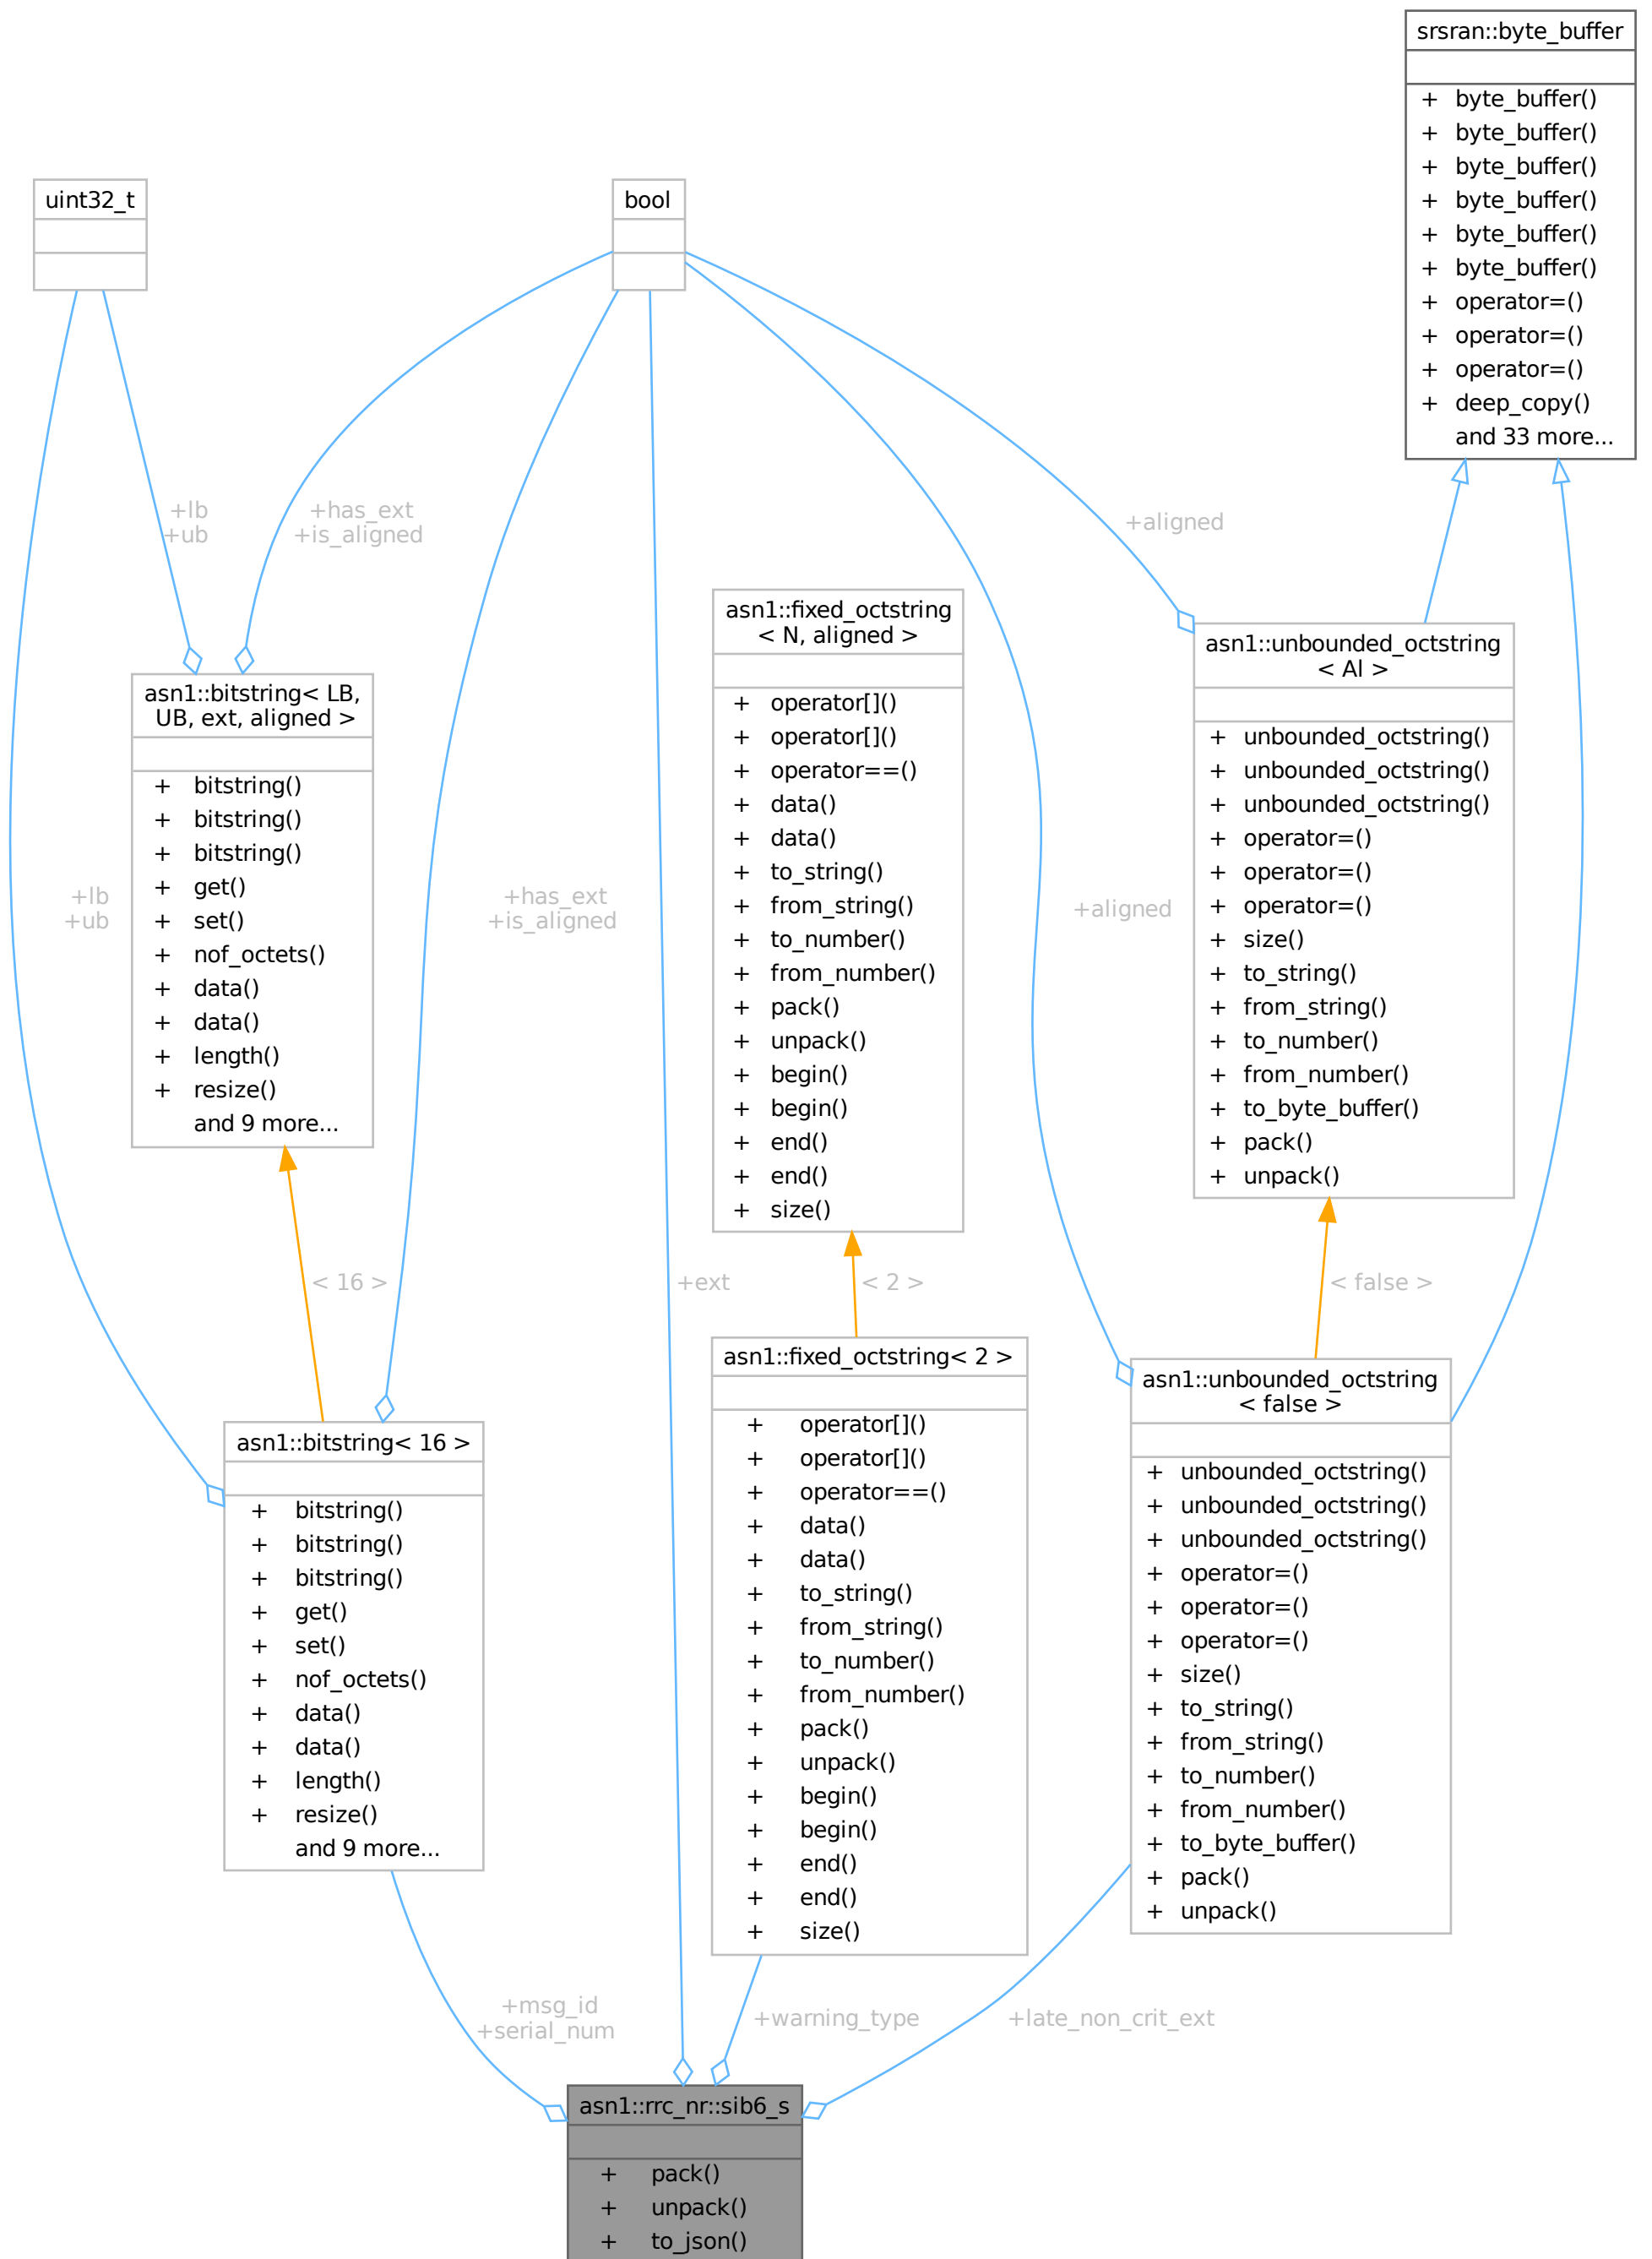 srsran::byte_buffer
+ byte_buffer()
+ byte_buffer()
+ byte_buffer()
+ byte_buffer()
+ byte_buffer()
+ byte_buffer()
+ operator=()
+ operator=()
+ operator=()
+ deep_copy()
and 33 more...
uint32_t
bool
+lb
+ub
+has_ext
+is_aligned
+aligned
asn1::bitstring< LB,
UB, ext, aligned >
+ bitstring()
+ bitstring()
+ bitstring()
+ get()
+ set()
+ nof_octets()
+ data()
+ data()
+ length()
+ resize()
and 9 more...
asn1::fixed_octstring
< N, aligned >
+ operator[]()
+ operator[]()
+ operator==()
+ data()
+ data()
+ to_string()
+ from_string()
+ to_number()
+ from_number()
+ pack()
+ unpack()
+ begin()
+ begin()
+ end()
+ end()
+ size()
asn1::unbounded_octstring
< Al >
+ unbounded_octstring()
+ unbounded_octstring()
+ unbounded_octstring()
+ operator=()
+ operator=()
+ operator=()
+ size()
+ to_string()
+ from_string()
+ to_number()
+ from_number()
+ to_byte_buffer()
+ pack()
+ unpack()
+lb
+ub
+has_ext
+is_aligned
+aligned
< 16 >
+ext
< 2 >
< false >
asn1::bitstring< 16 >
+ bitstring()
+ bitstring()
+ bitstring()
+ get()
+ set()
+ nof_octets()
+ data()
+ data()
+ length()
+ resize()
and 9 more...
asn1::fixed_octstring< 2 >
+ operator[]()
+ operator[]()
+ operator==()
+ data()
+ data()
+ to_string()
+ from_string()
+ to_number()
+ from_number()
+ pack()
+ unpack()
+ begin()
+ begin()
+ end()
+ end()
+ size()
asn1::unbounded_octstring
< false >
+ unbounded_octstring()
+ unbounded_octstring()
+ unbounded_octstring()
+ operator=()
+ operator=()
+ operator=()
+ size()
+ to_string()
+ from_string()
+ to_number()
+ from_number()
+ to_byte_buffer()
+ pack()
+ unpack()
+msg_id
+serial_num
+warning_type
+late_non_crit_ext
asn1::rrc_nr::sib6_s
+ pack()
+ unpack()
+ to_json()